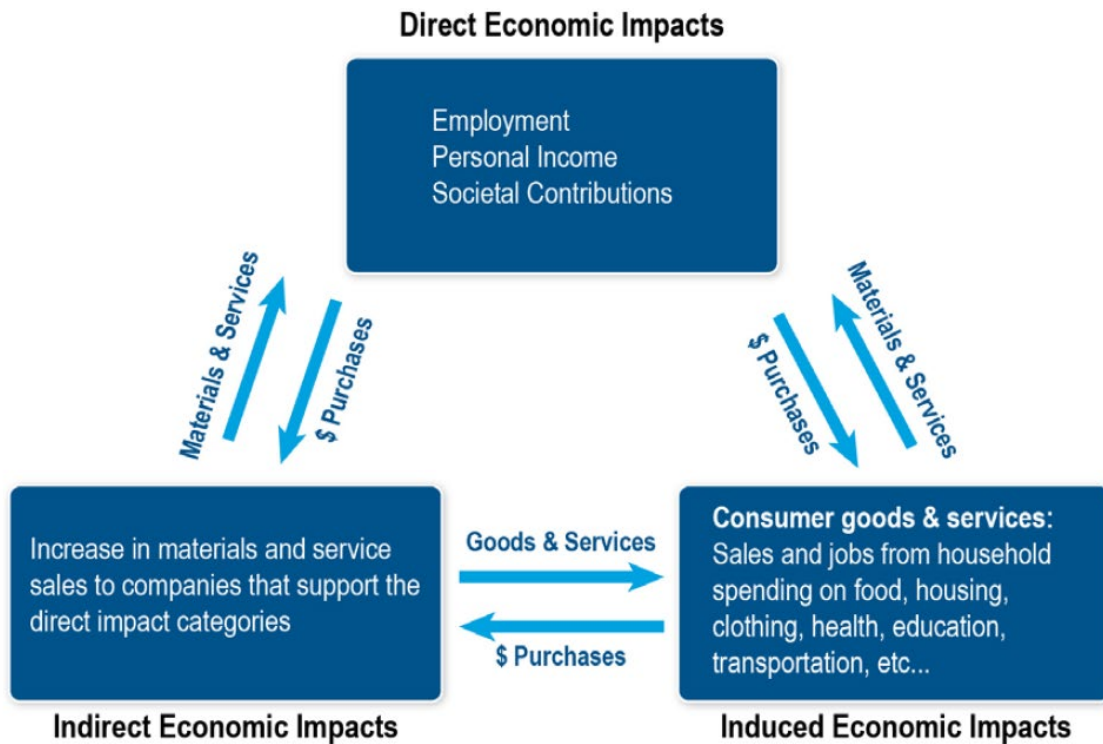 Direct Economic Impacts
Employment
Personal Income
Societal Contributions
Materials & Services
$ Purchases
$ Purchases
Materials & Services
Increase in materials and service
sales to companies that support the
direct impact categories
Goods & Services
$ Purchases
Consumer goods & services:
Sales and jobs from household
spending on food, housing,
clothing, health, education,
transportation, etc...
Indirect Economic Impacts
Induced Economic Impacts